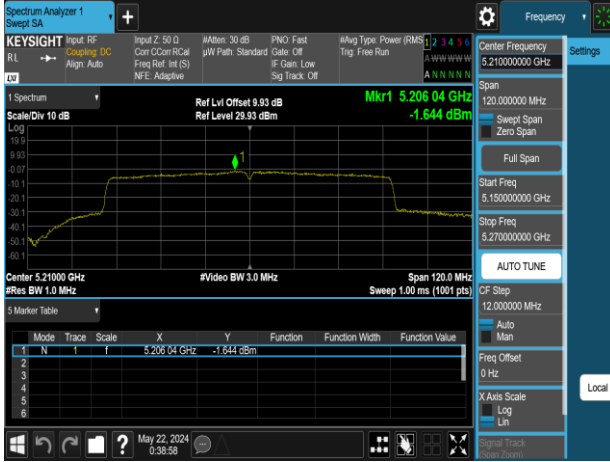 Spectrum Analyzer 1
Swept SA
+
Frequency
KEYSIGHT
RL
LXI
Input: RF
Coupling: DC
Align: Auto
Input Z: 50 Ω
Corr CCorr RCal
Freq Ref: Int (S)
NFE: Adaptive
#Atten: 30 dB
µW Path: Standard
PNO: Fast
Gate: Off
IF Gain: Low
Sig Track: Off
#Avg Type: Power (RMS)
Trig: Free Run
1 2 3 4 5 6
A W W W W W
A N N N N N
Center Frequency
5.210000000 GHz
Settings
Span
120.000000 MHz
Swept Span
Zero Span
Full Span
Start Freq
5.150000000 GHz
Stop Freq
5.270000000 GHz
AUTO TUNE
CF Step
12.000000 MHz
Auto
Man
Freq Offset
0 Hz
X Axis Scale
Log
Lin
Signal Track
(Span Zoom)
Local
1 Spectrum
Scale/Div 10 dB
Ref Lvl Offset 9.93 dB
Ref Level 29.93 dBm
Mkr1 5.206 04 GHz
-1.644 dBm
Log
19.9
9.93
-0.07
-10.1
-20.1
-30.1
-40.1
-50.1
-60.1
1
Center 5.21000 GHz
#Res BW 1.0 MHz
#Video BW 3.0 MHz
Span 120.0 MHz
Sweep 1.00 ms (1001 pts)
5 Marker Table
Mode Trace Scale X Y Function Function Width Function Value
1 N 1 f 5.206 04 GHz -1.644 dBm
2
3
4
5
6
?
May 22, 2024
0:38:58